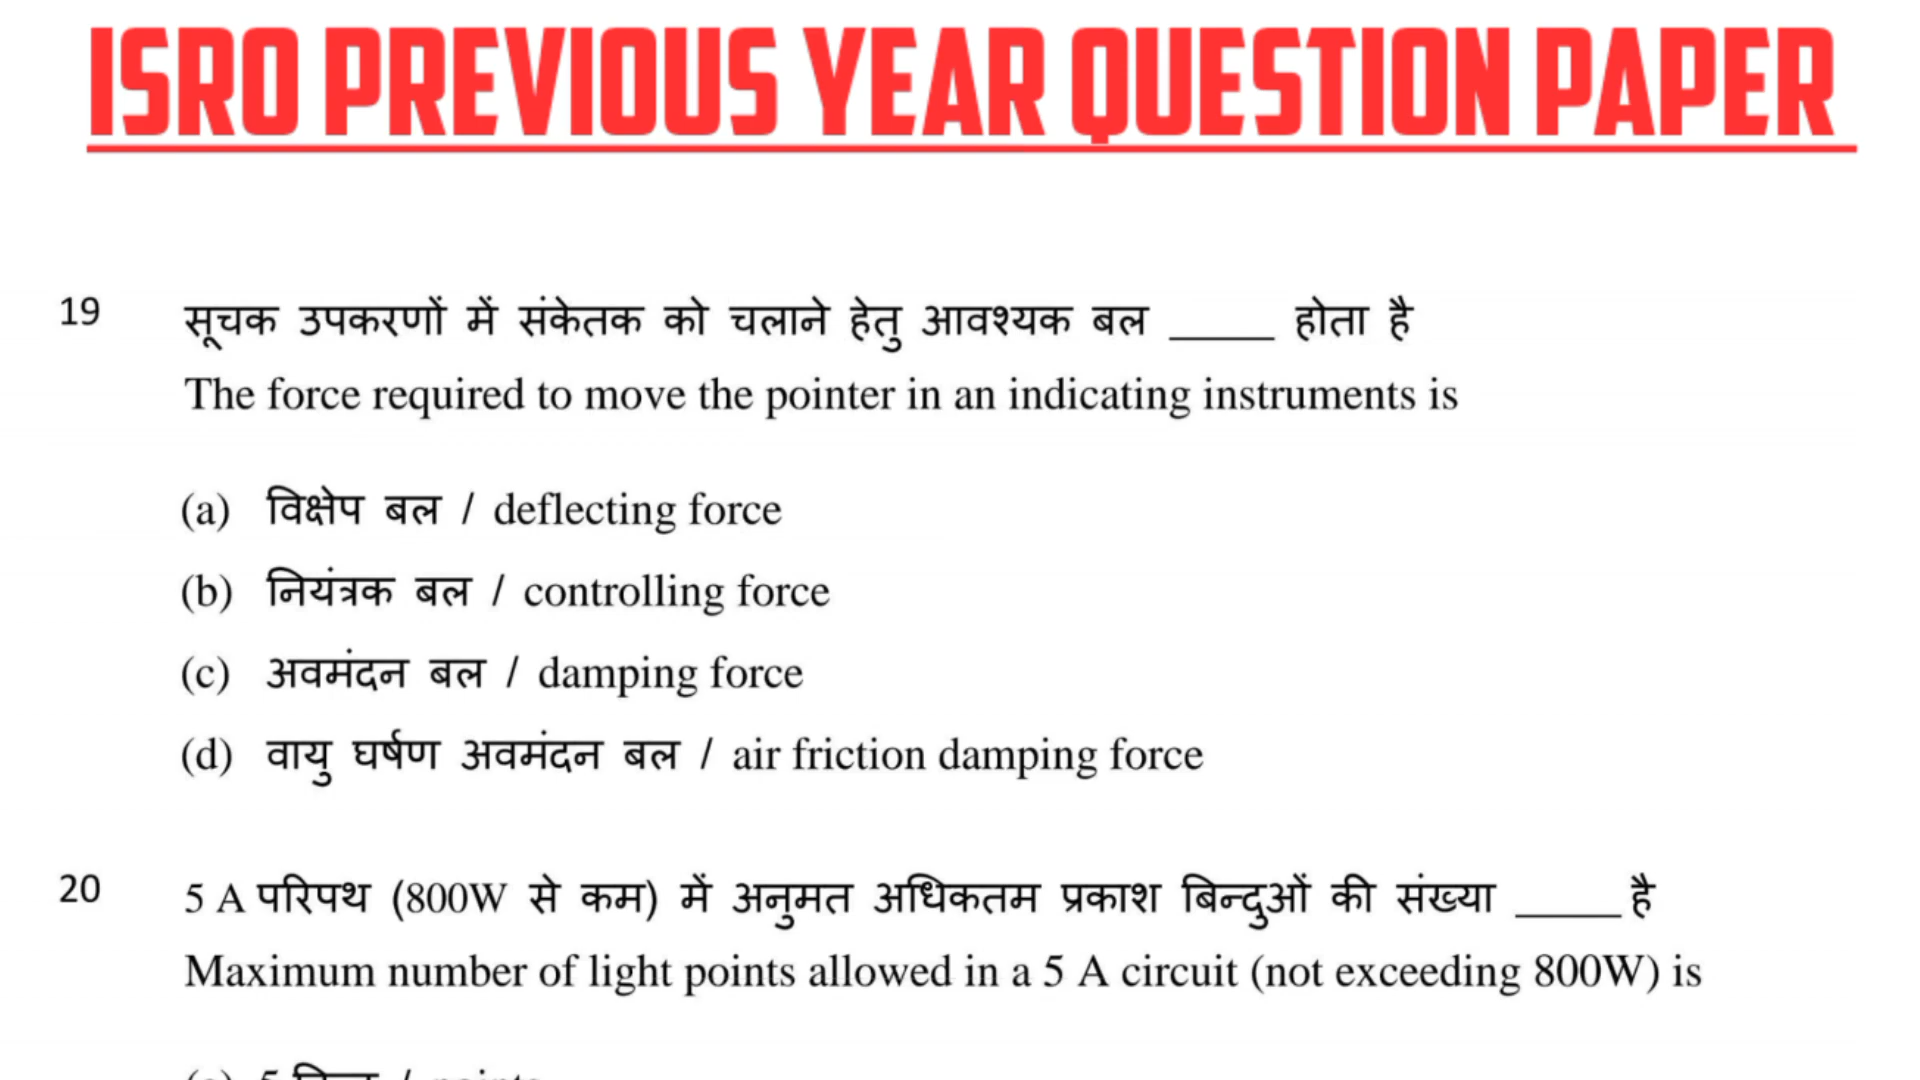 ISRO PREVIOUS YEAR QUESTION PAPER
19 सूचक उपकरणों में संकेतक को चलाने हेतु आवश्यक बल _____ होता है
The force required to move the pointer in an indicating instruments is
(a) विक्षेप बल / deflecting force
(b) नियंत्रक बल / controlling force
(c) अवमंदन बल / damping force
(d) वायु घर्षण अवमंदन बल / air friction damping force
20 5 A परिपथ (800W से कम) में अनुमत अधिकतम प्रकाश बिन्दुओं की संख्या _____ है
Maximum number of light points allowed in a 5 A circuit (not exceeding 800W) is